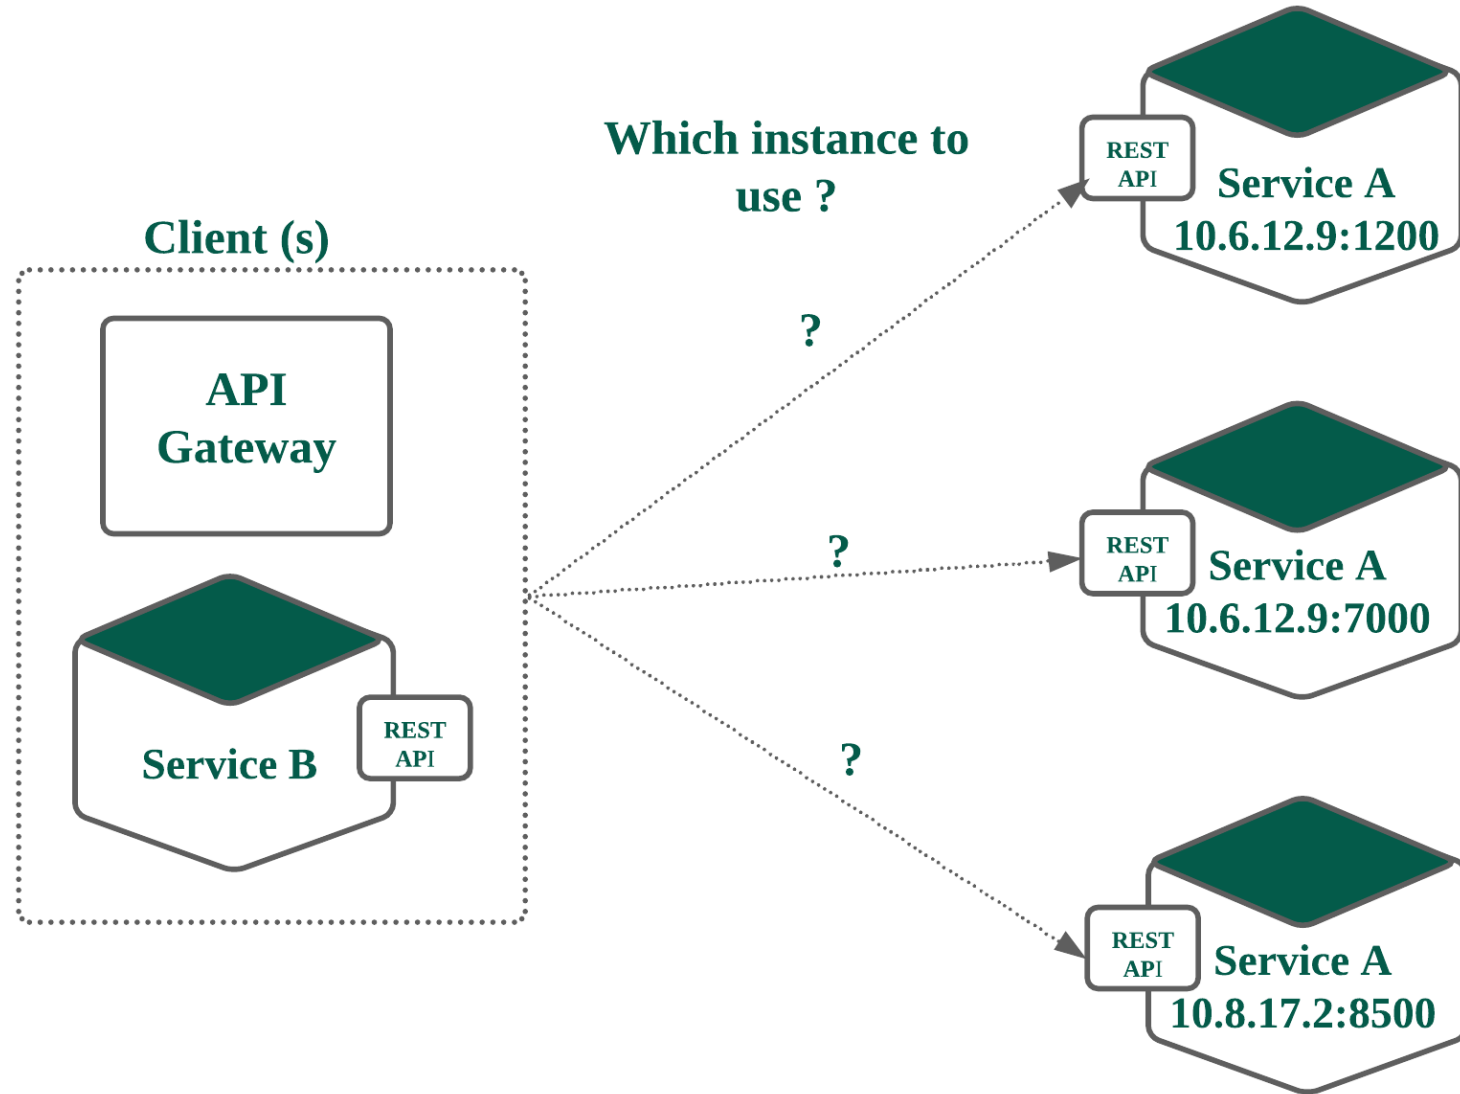 Which instance to
use ?
Client (s)
API
Gateway
Service B
REST
API
?
?
?
REST
API
Service A
10.6.12.9:1200
REST
API
Service A
10.6.12.9:7000
REST
API
Service A
10.8.17.2:8500